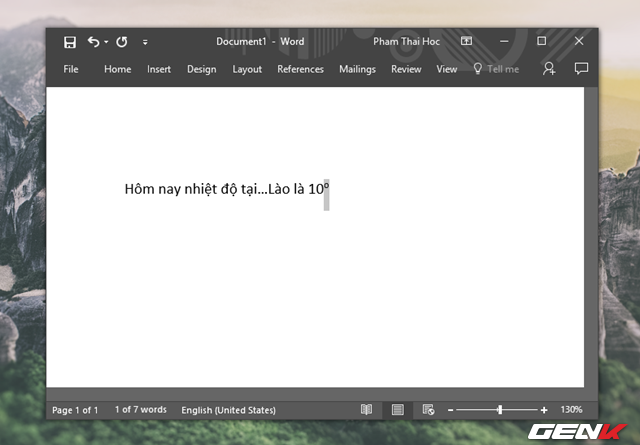 Document1 - Word
Pham Thai Hoc
File Home Insert Design Layout References Mailings Review View Tell me
Hôm nay nhiệt độ tại...Lào là 10º
Page 1 of 1 1 of 7 words English (United States) 130%
GENK